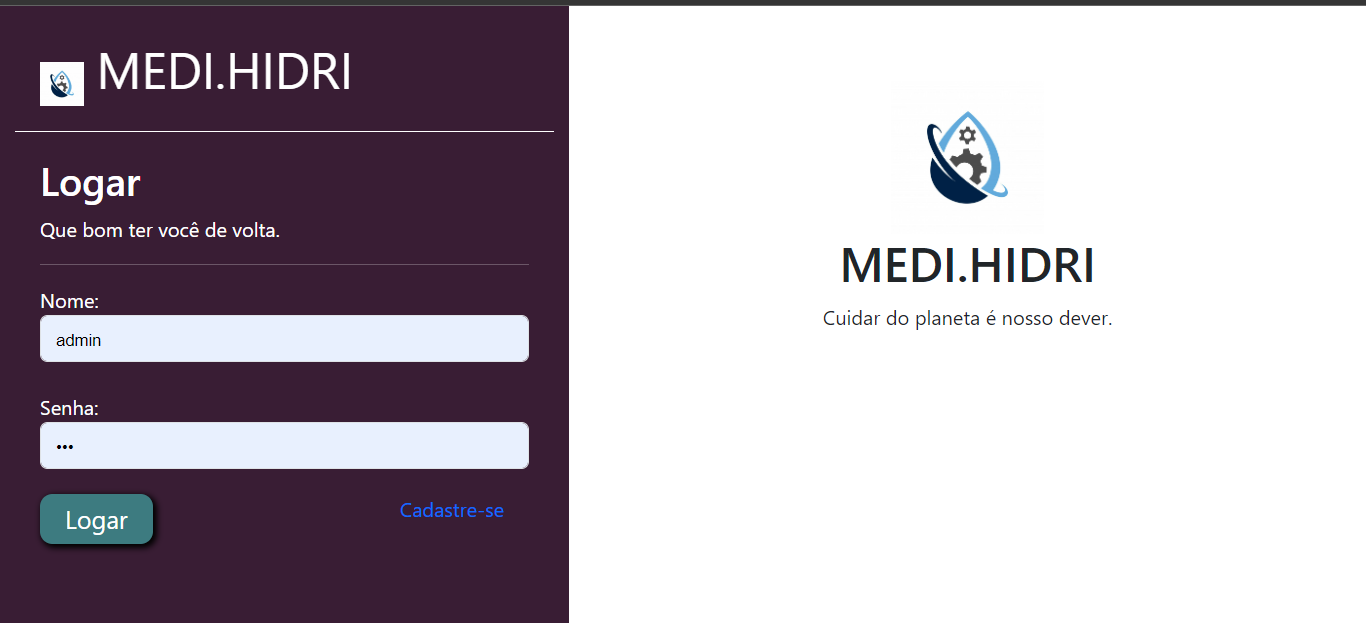 MEDI.HIDRI
Logar
Que bom ter você de volta.
Nome:
admin
Senha:
•••
Logar
Cadastre-se
MEDI.HIDRI
Cuidar do planeta é nosso dever.